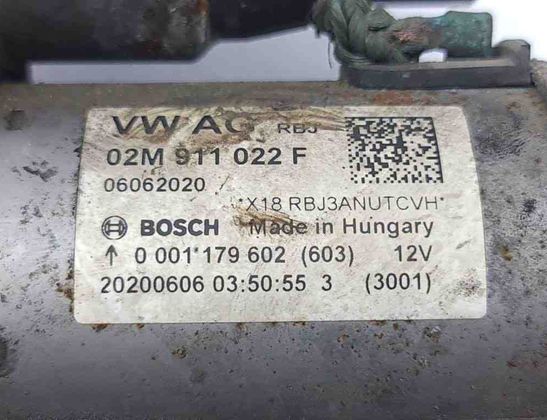 VW AG RBJ
02M 911 022 F
06062020
*X18 RBJ3ANUTCVH*
BOSCH Made in Hungary
↑ 0 001 179 602 (603) 12V
20200606 03:50:55 3 (3001)